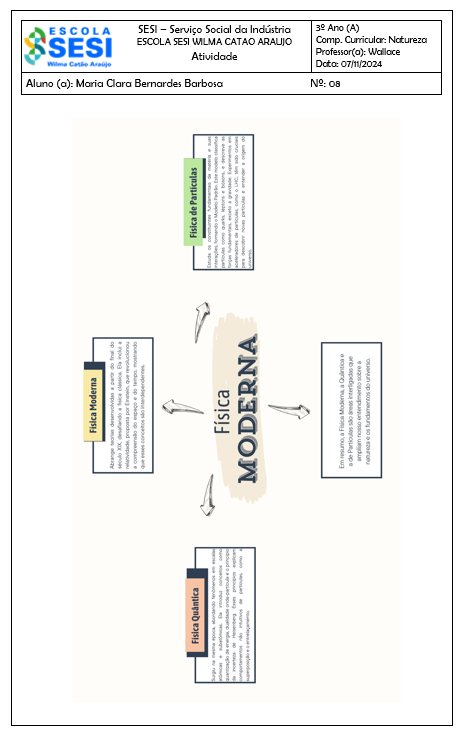 ESCOLA
SESI
Wilma Catão Araújo
SESI – Serviço Social da Indústria
ESCOLA SESI WILMA CATAO ARAUJO
Atividade
3º Ano (A)
Comp. Curricular: Natureza
Professor(a): Wallace
Data: 07/11/2024
Aluno (a): Maria Clara Bernardes Barbosa
Nº: 08
Física
MODERNA
Física Quântica
Surgiu na mesma época, abordando fenômenos em escalas
atômicas e subatômicas. Ela introduz conceitos como
quantização de energia, dualidade onda-partícula e o princípio
da incerteza de Heisenberg. Esses princípios explicam
comportamentos não intuitivos de partículas, como a
superposição e o entrelaçamento.
Física Moderna
Abrange teorias desenvolvidas a partir do final do
século XIX, desafiando a física clássica. Ela inclui a
relatividade, proposta por Einstein, que revolucionou
a compreensão do espaço e do tempo, mostrando
que esses conceitos são interdependentes.
Física de Partículas
Estuda os constituintes fundamentais da matéria e suas
interações, formando o Modelo Padrão. Este modelo classifica
partículas como quarks, léptons e bósons, e descreve as
forças fundamentais, exceto a gravidade. Experimentos em
aceleradores de partículas, como o LHC, têm sido cruciais
para descobrir novas partículas e entender a origem do
universo.
Em resumo, a Física Moderna, a Quântica e
a de Partículas são áreas interligadas que
ampliam nosso entendimento sobre a
natureza e os fundamentos do universo.